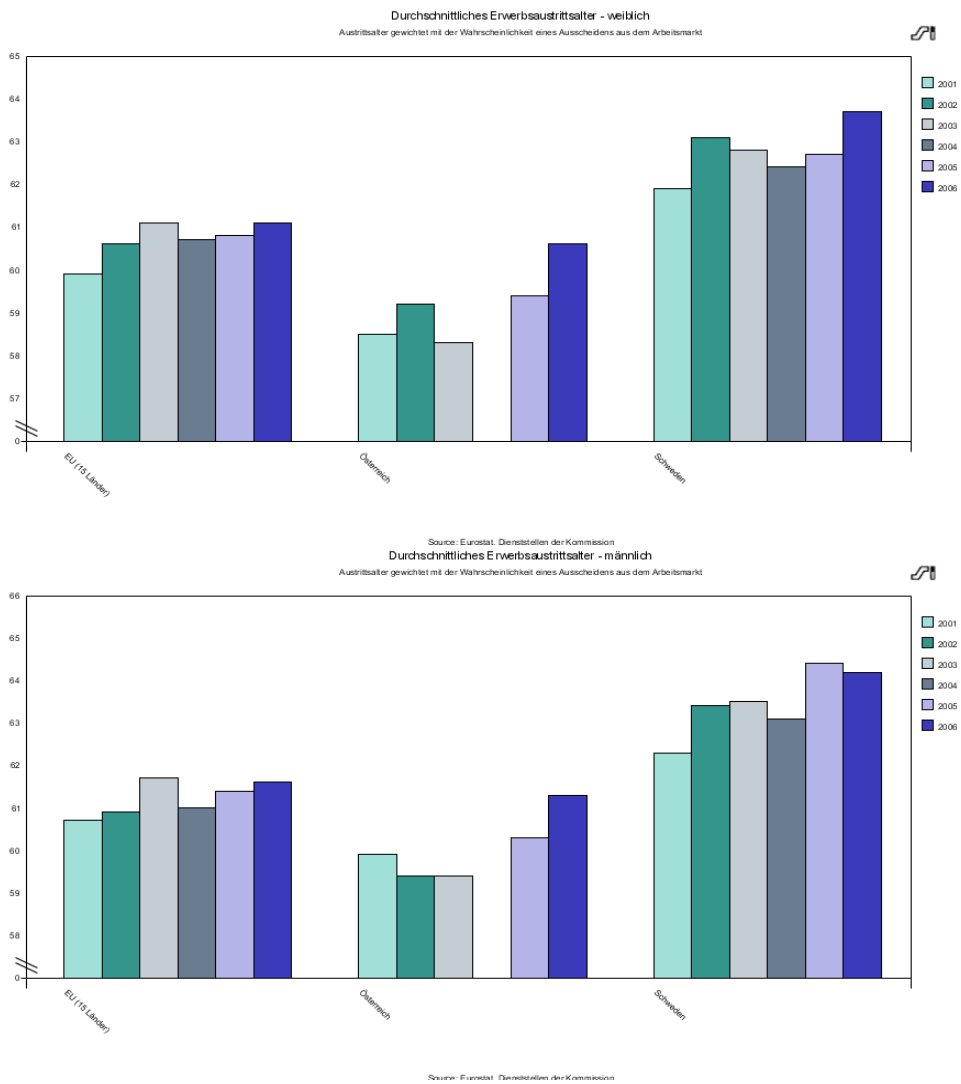 Durchschnittliches Erwerbsaustrittsalter - weiblich
Austrittsalter gewichtet mit der Wahrscheinlichkeit eines Ausscheidens aus dem Arbeitsmarkt
65
64
63
62
61
60
59
58
57
0
2001
2002
2003
2004
2005
2006
EU (15 Länder)
Österreich
Schweden
Source: Eurostat. Dienststellen der Kommission
Durchschnittliches Erwerbsaustrittsalter - männlich
Austrittsalter gewichtet mit der Wahrscheinlichkeit eines Ausscheidens aus dem Arbeitsmarkt
66
65
64
63
62
61
60
59
58
0
2001
2002
2003
2004
2005
2006
EU (15 Länder)
Österreich
Schweden
Source: Eurostat. Dienststellen der Kommission